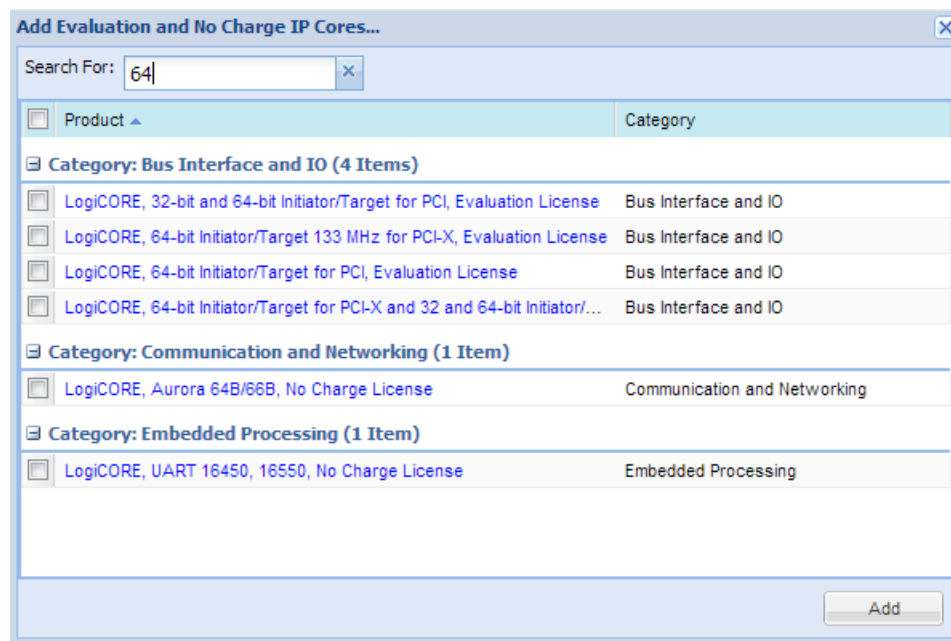 Add Evaluation and No Charge IP Cores...
Search For: 64
Product Category
Category: Bus Interface and IO (4 Items)
LogiCORE, 32-bit and 64-bit Initiator/Target for PCI, Evaluation License Bus Interface and IO
LogiCORE, 64-bit Initiator/Target 133 MHz for PCI-X, Evaluation License Bus Interface and IO
LogiCORE, 64-bit Initiator/Target for PCI, Evaluation License Bus Interface and IO
LogiCORE, 64-bit Initiator/Target for PCI-X and 32 and 64-bit Initiator/... Bus Interface and IO
Category: Communication and Networking (1 Item)
LogiCORE, Aurora 64B/66B, No Charge License Communication and Networking
Category: Embedded Processing (1 Item)
LogiCORE, UART 16450, 16550, No Charge License Embedded Processing
Add